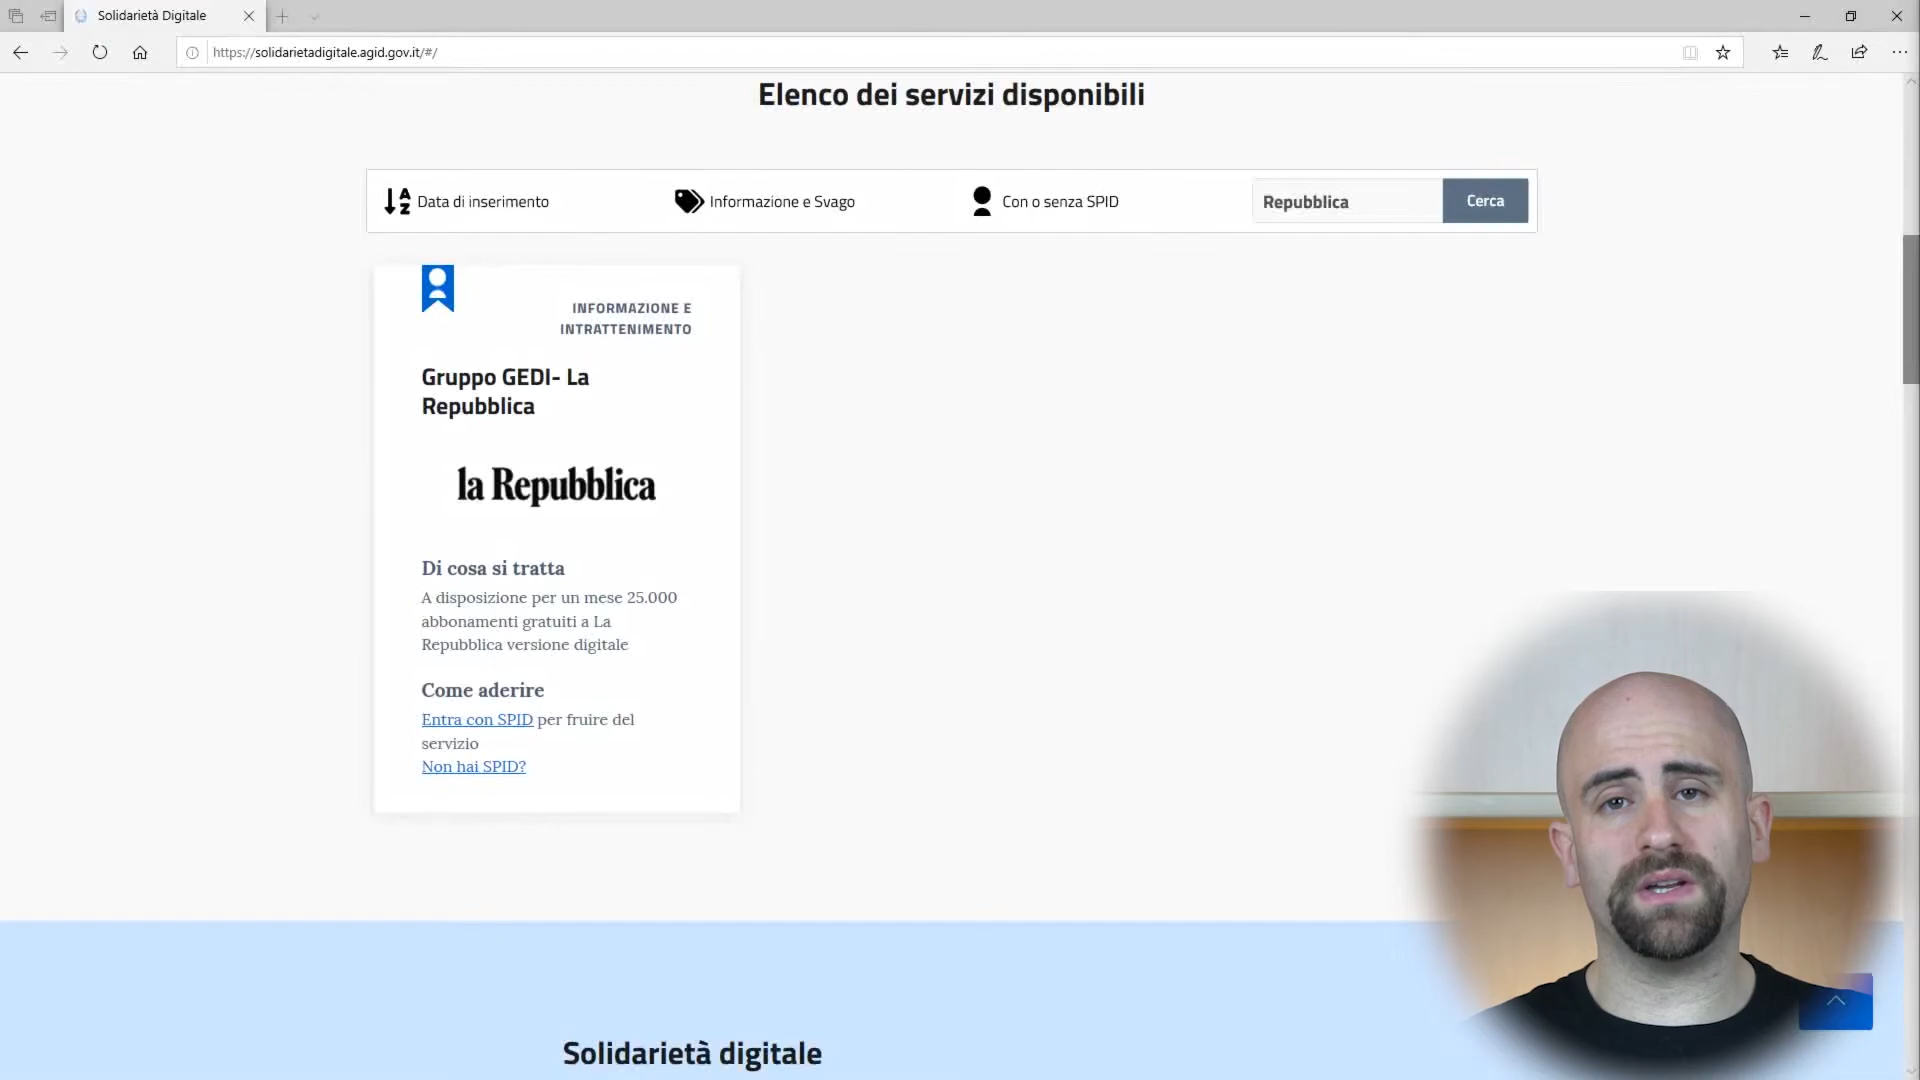 Solidarietà Digitale
https://solidarietadigitale.agid.gov.it/#/
Elenco dei servizi disponibili
Data di inserimento
Informazione e Svago
Con o senza SPID
Repubblica
Cerca
INFORMAZIONE E
INTRATTENIMENTO
Gruppo GEDI- La
Repubblica
la Repubblica
Di cosa si tratta
A disposizione per un mese 25.000
abbonamenti gratuiti a La
Repubblica versione digitale
Come aderire
Entra con SPID per fruire del
servizio
Non hai SPID?
Solidarietà digitale